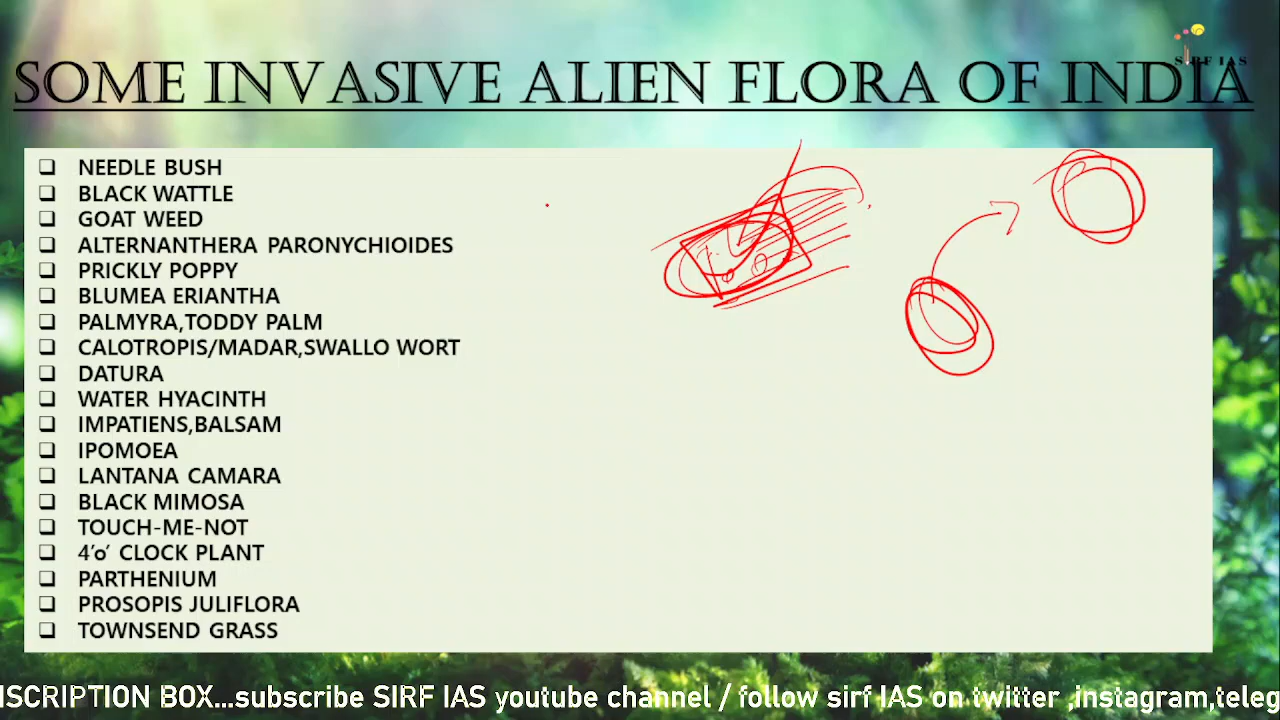 SIRF IAS
SOME INVASIVE ALIEN FLORA OF INDIA
❑ NEEDLE BUSH
❑ BLACK WATTLE
❑ GOAT WEED
❑ ALTERNANTHERA PARONYCHIOIDES
❑ PRICKLY POPPY
❑ BLUMEA ERIANTHA
❑ PALMYRA,TODDY PALM
❑ CALOTROPIS/MADAR,SWALLO WORT
❑ DATURA
❑ WATER HYACINTH
❑ IMPATIENS,BALSAM
❑ IPOMOEA
❑ LANTANA CAMARA
❑ BLACK MIMOSA
❑ TOUCH-ME-NOT
❑ 4'o' CLOCK PLANT
❑ PARTHENIUM
❑ PROSOPIS JULIFLORA
❑ TOWNSEND GRASS
ISCRIPTION BOX...subscribe SIRF IAS youtube channel / follow sirf IAS on twitter ,instagram,teleg